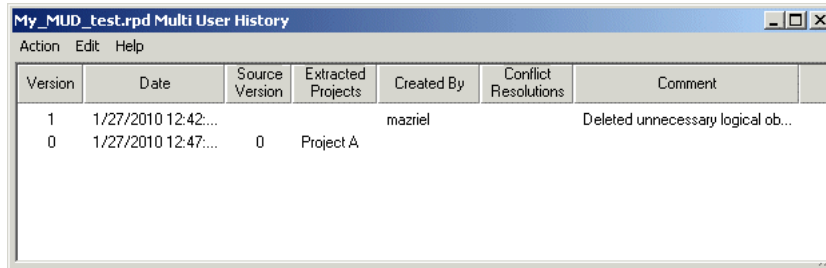 My_MUD_test.rpd Multi User History
Action Edit Help
Version Date Source Version Extracted Projects Created By Conflict Resolutions Comment
1 1/27/2010 12:42:... mazriel Deleted unnecessary logical ob...
0 1/27/2010 12:47:... 0 Project A